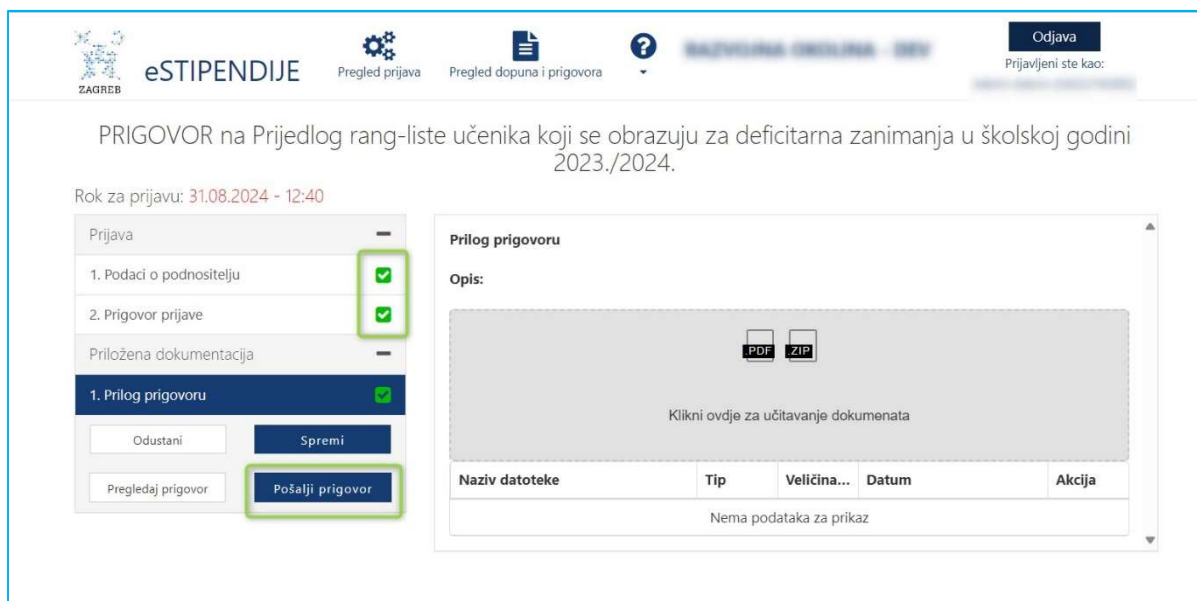 ZAGREB
eSTIPENDIJE
Pregled prijava
Pregled dopuna i prigovora
?
Odjava
Prijavljeni ste kao:
PRIGOVOR na Prijedlog rang-liste učenika koji se obrazuju za deficitarna zanimanja u školskoj godini
2023./2024.
Rok za prijavu: 31.08.2024 - 12:40
Prijava
1. Podaci o podnositelju
2. Prigovor prijave
Priložena dokumentacija
1. Prilog prigovoru
Odustani
Spremi
Pregledaj prigovor
Pošalji prigovor
Prilog prigovoru
Opis:
.PDF .ZIP
Klikni ovdje za učitavanje dokumenata
Naziv datoteke Tip Veličina... Datum Akcija
Nema podataka za prikaz